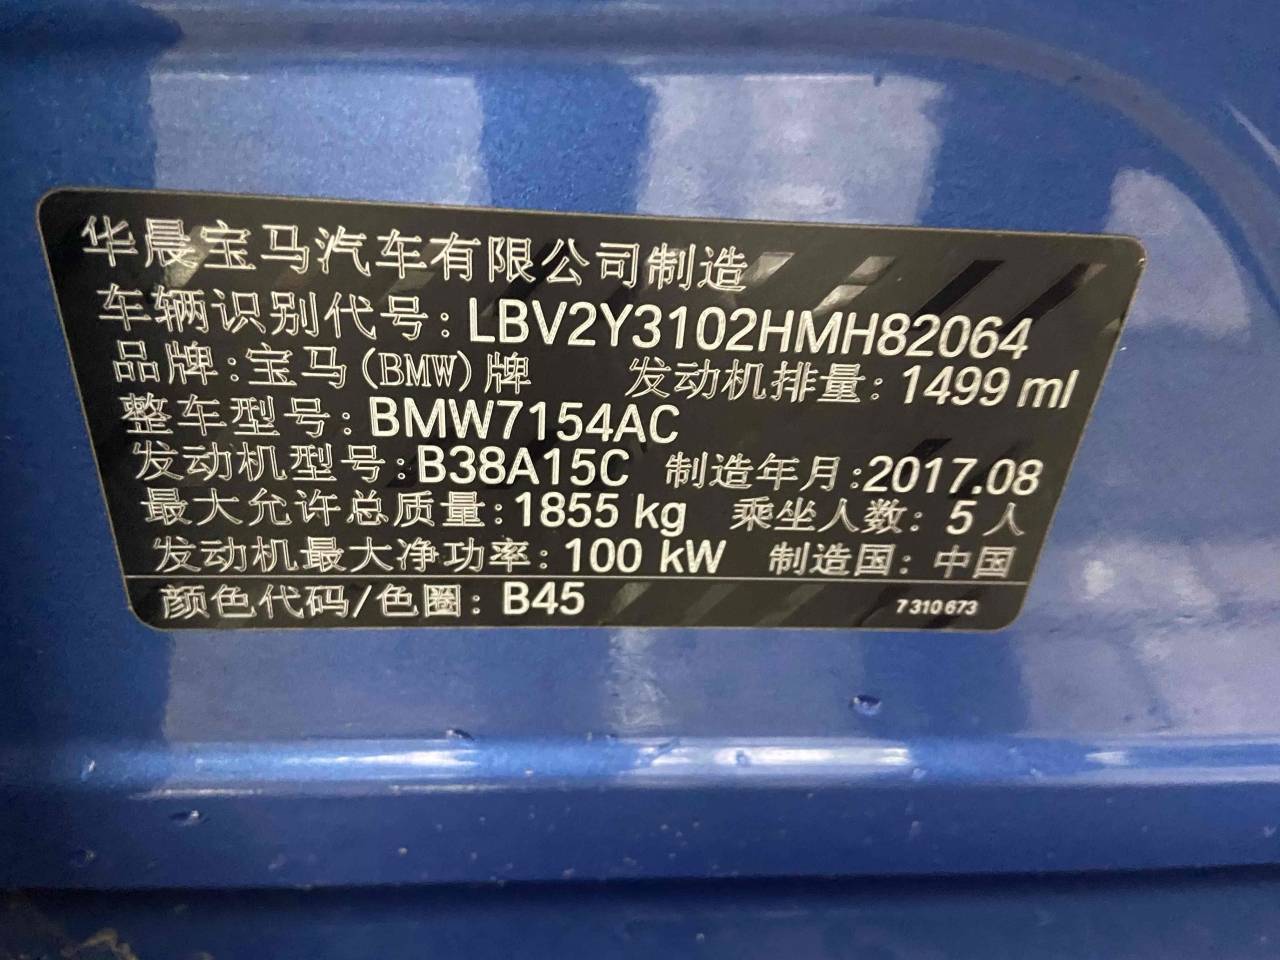 华晨宝马汽车有限公司制造
车辆识别代号:LBV2Y3102HMH82064
品牌:宝马(BMW)牌 发动机排量:1499 ml
整车型号:BMW7154AC
发动机型号:B38A15C 制造年月:2017.08
最大允许总质量:1855 kg 乘坐人数:5人
发动机最大净功率:100 kW 制造国:中国
颜色代码/色圈:B45 7 310 673